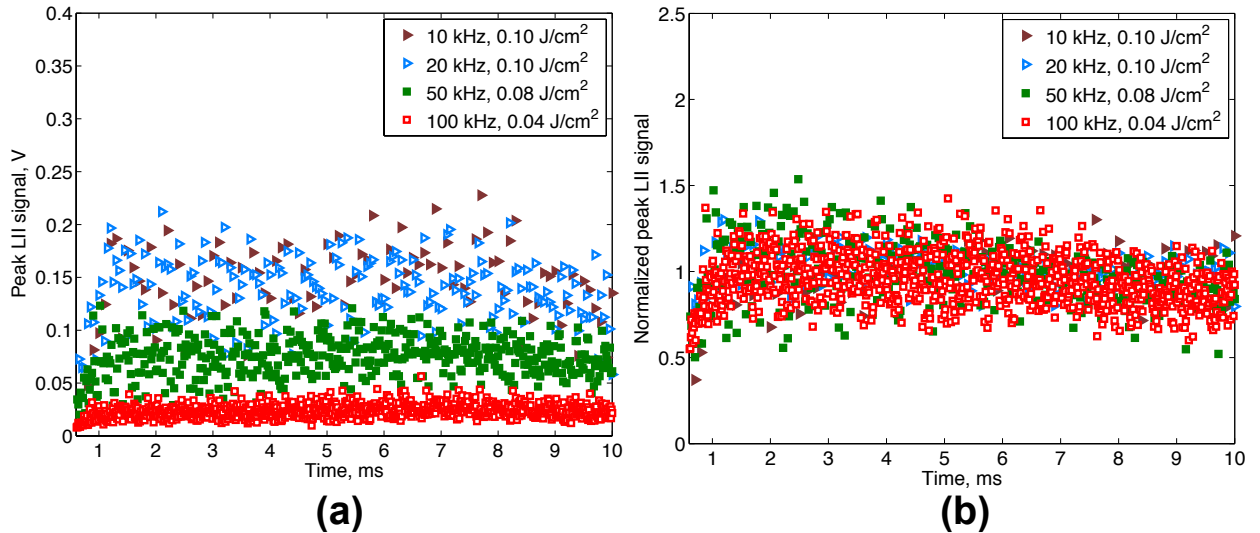 0.4
0.35
0.3
0.25
0.2
0.15
0.1
0.05
0
Peak LII signal, V
10 kHz, 0.10 J/cm²
20 kHz, 0.10 J/cm²
50 kHz, 0.08 J/cm²
100 kHz, 0.04 J/cm²
1 2 3 4 5 6 7 8 9 10
Time, ms
(a)
2.5
2
1.5
1
0.5
0
Normalized peak LII signal
10 kHz, 0.10 J/cm²
20 kHz, 0.10 J/cm²
50 kHz, 0.08 J/cm²
100 kHz, 0.04 J/cm²
1 2 3 4 5 6 7 8 9 10
Time, ms
(b)